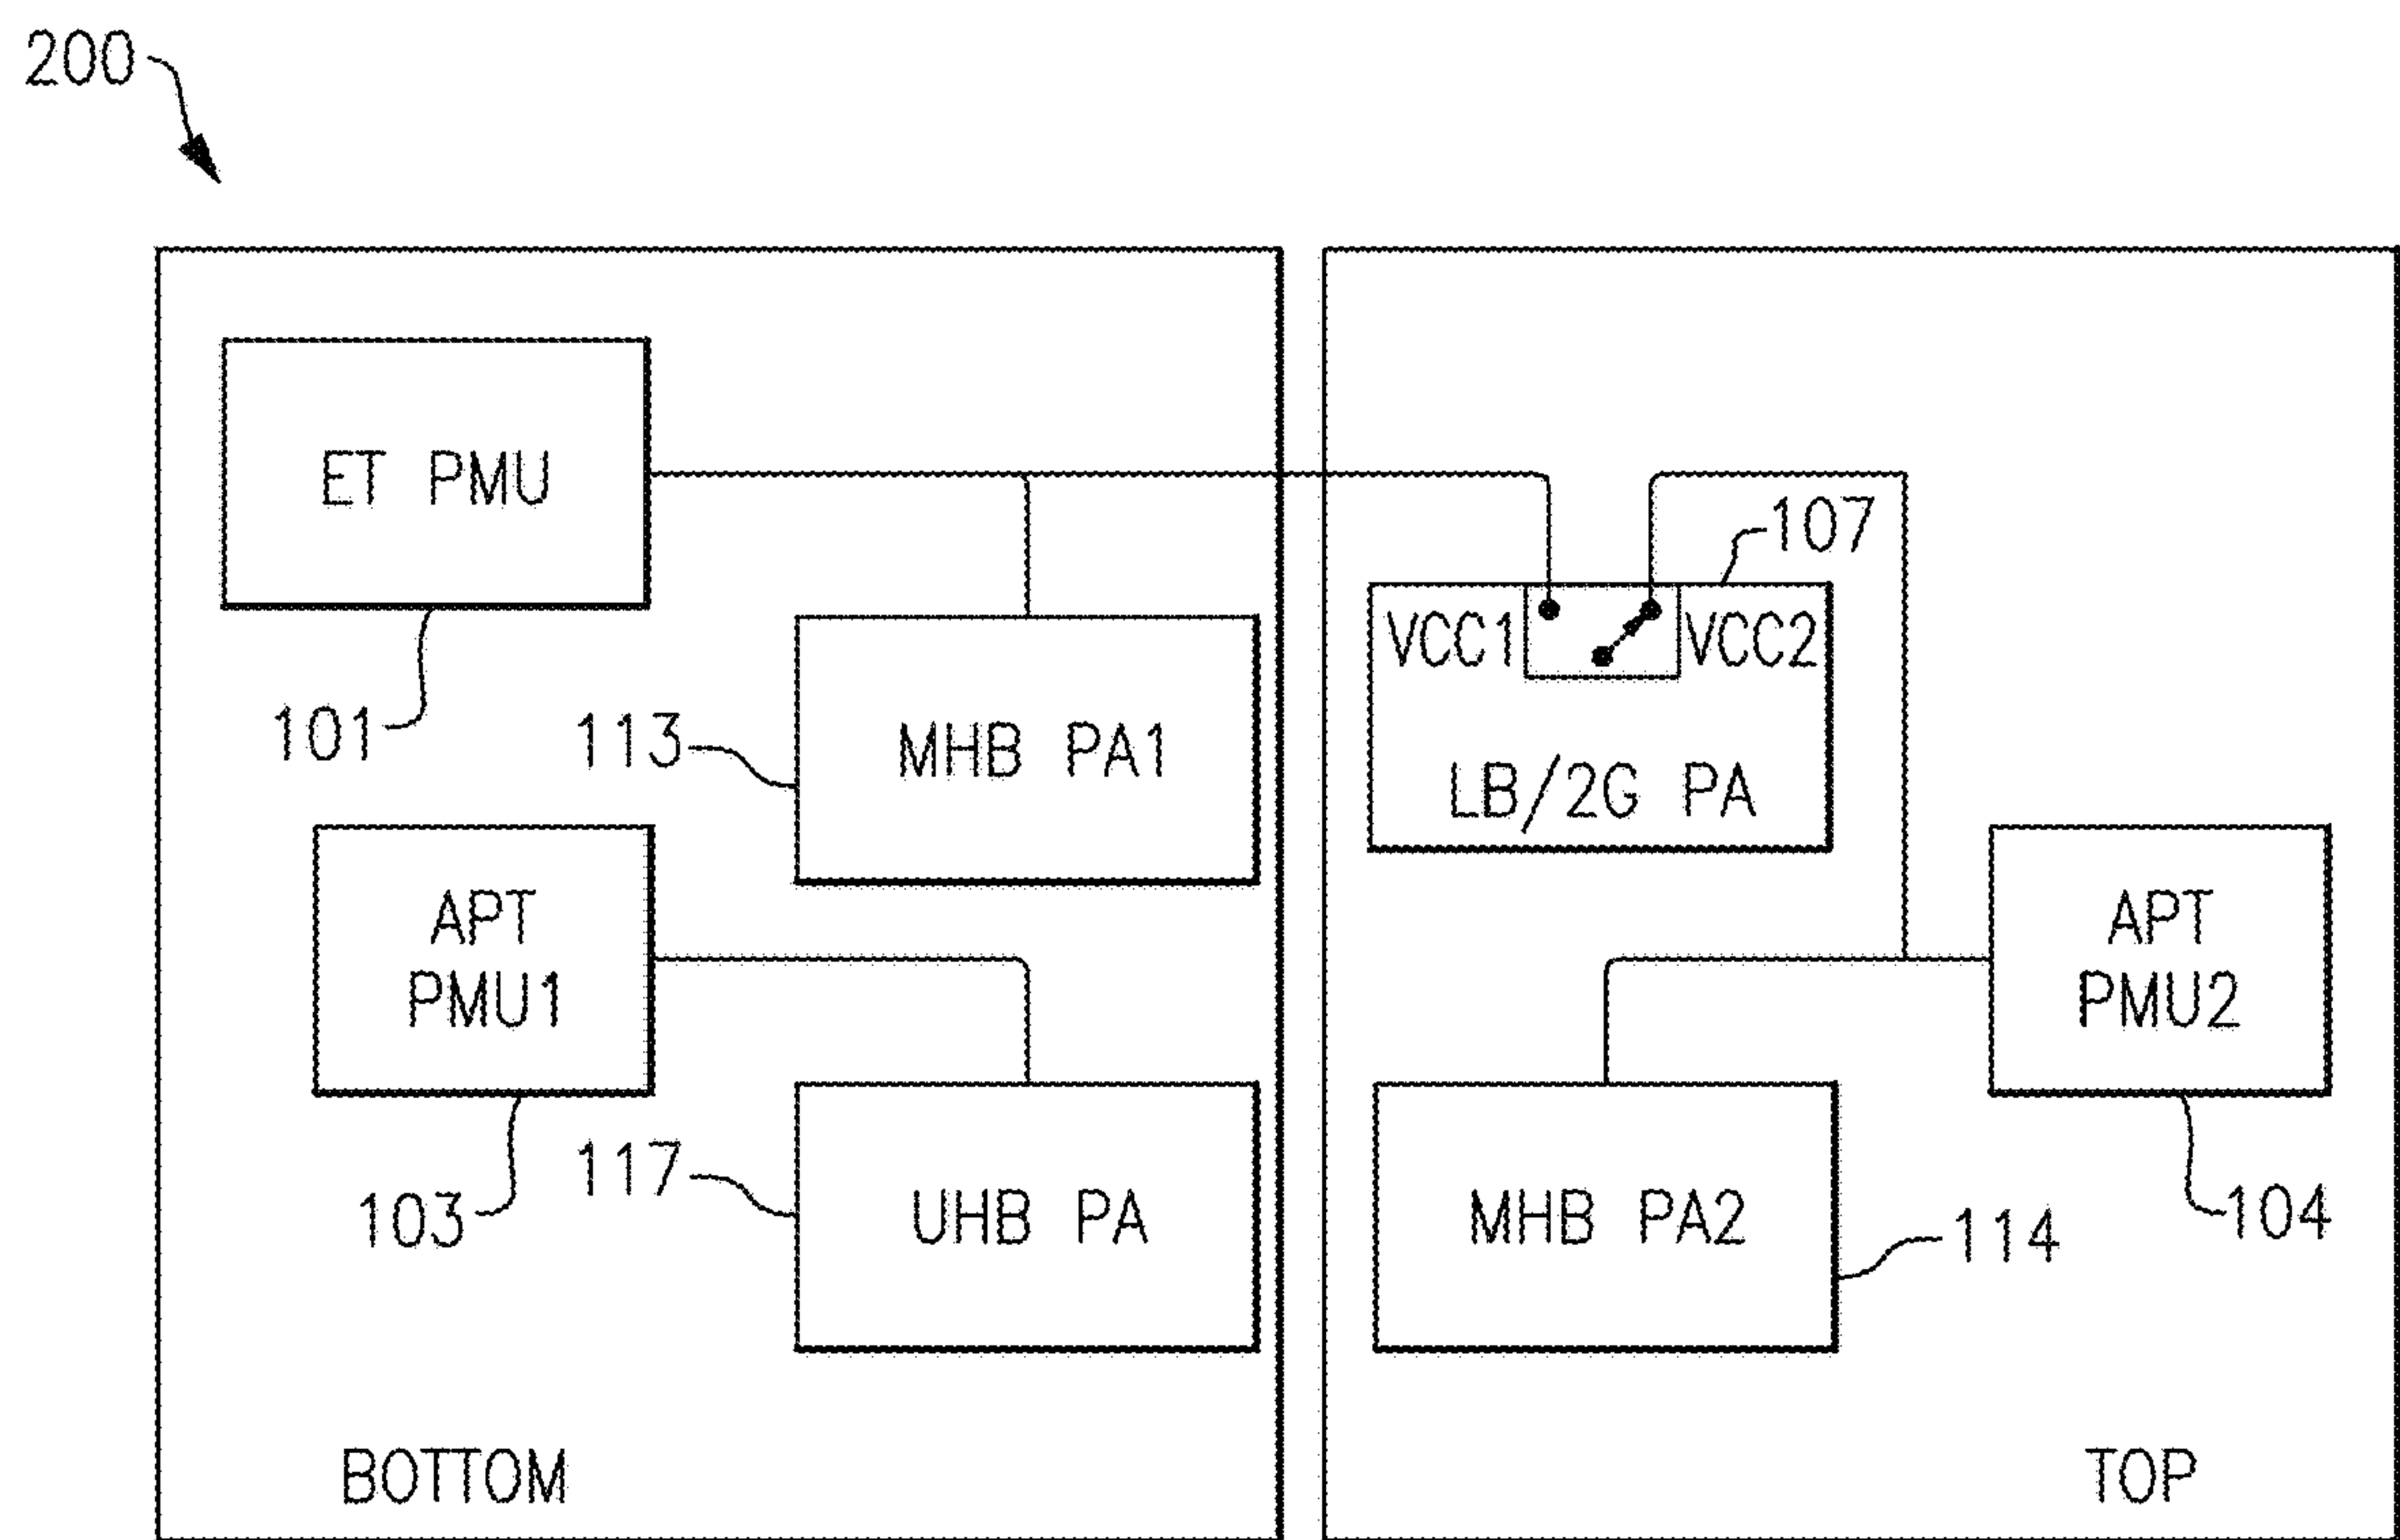 200
ET PMU
107
VCC1
VCC2
101
113
MHB PA1
LB/2G PA
APT
PMU1
APT
PMU2
103
117
UHB PA
MHB PA2
114
104
BOTTOM
TOP